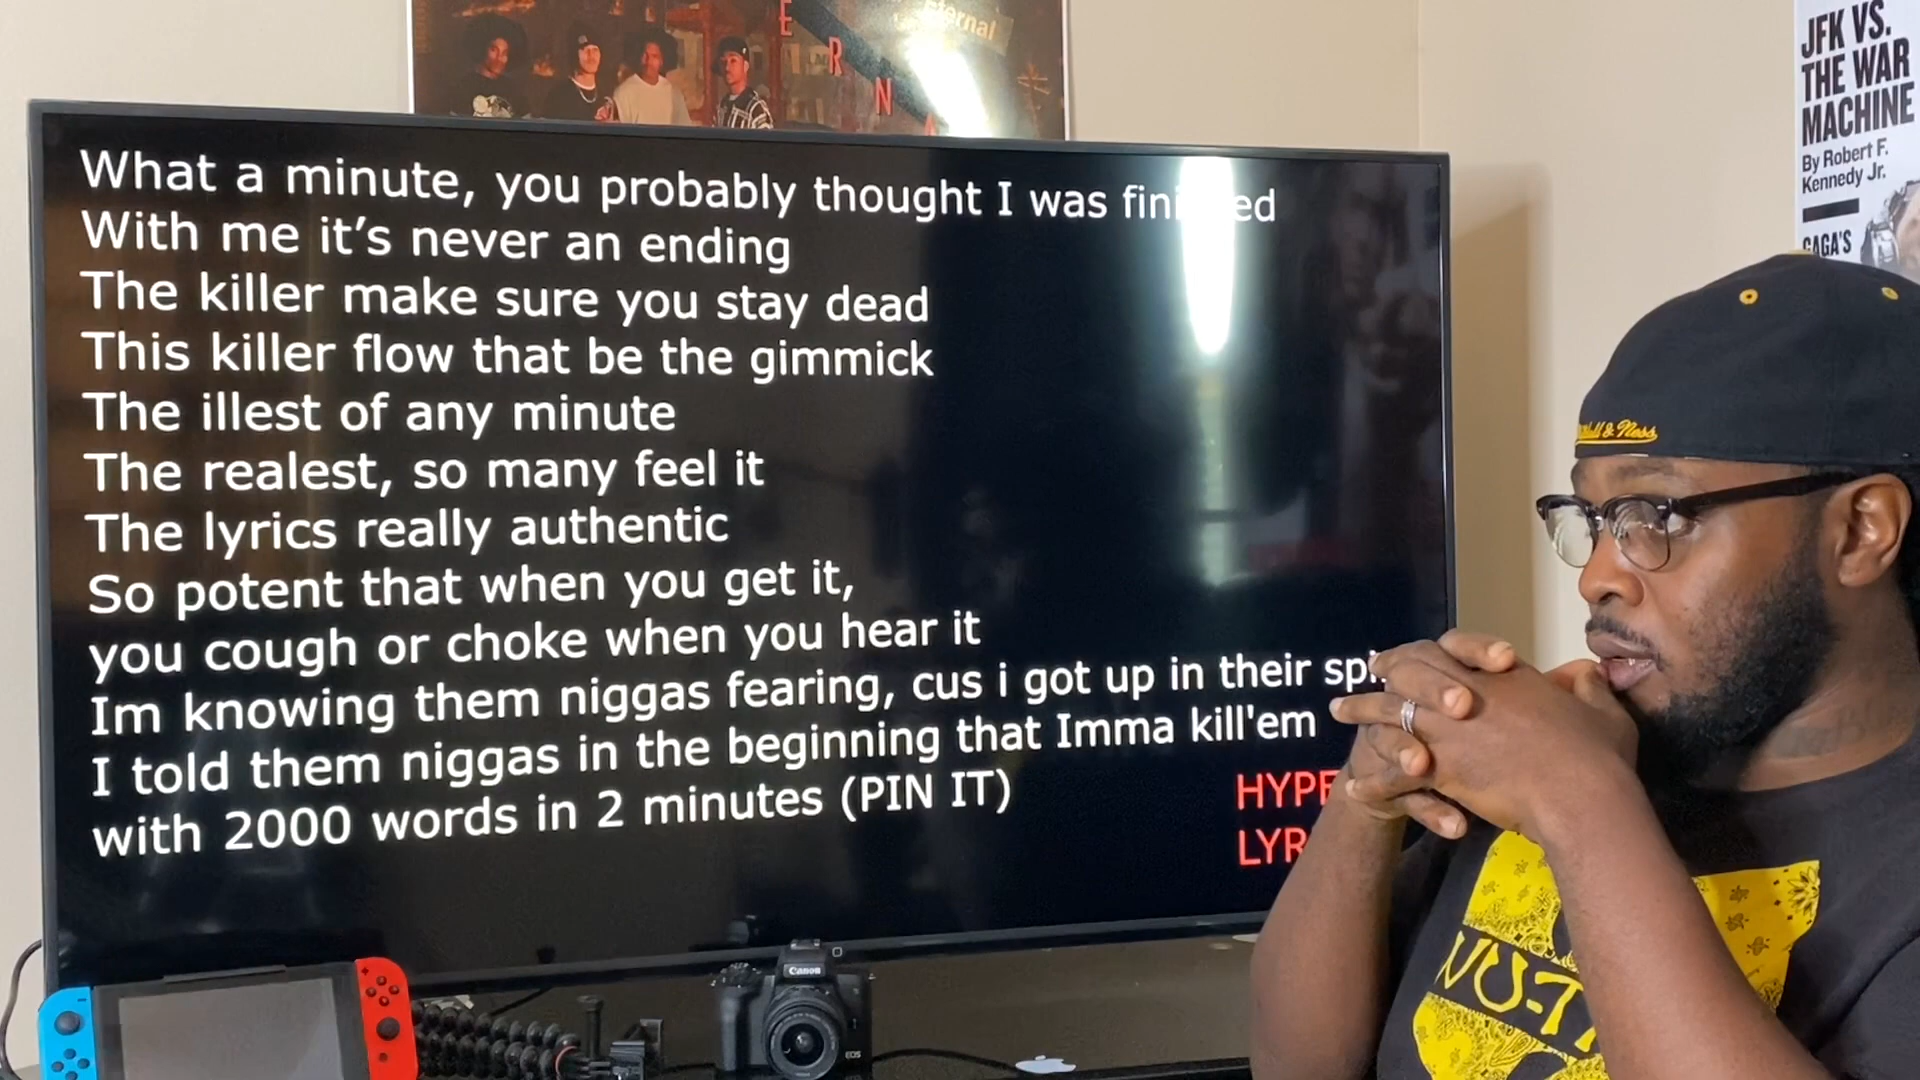 E
R
N
JFK VS.
THE WAR
MACHINE
By Robert F.
Kennedy Jr.
GAGA'S
What a minute, you probably thought I was
With me it’s never an ending
The killer make sure you stay dead
This killer flow that be the gimmick
The illest of any minute
The realest, so many feel it
The lyrics really authentic
So potent that when you get it,
you cough or choke when you hear it
Im knowing them niggas fearing, cus i got up in their
I told them niggas in the beginning that Imma kill'em
with 2000 words in 2 minutes (PIN IT)
& Ness
Canon
EOS